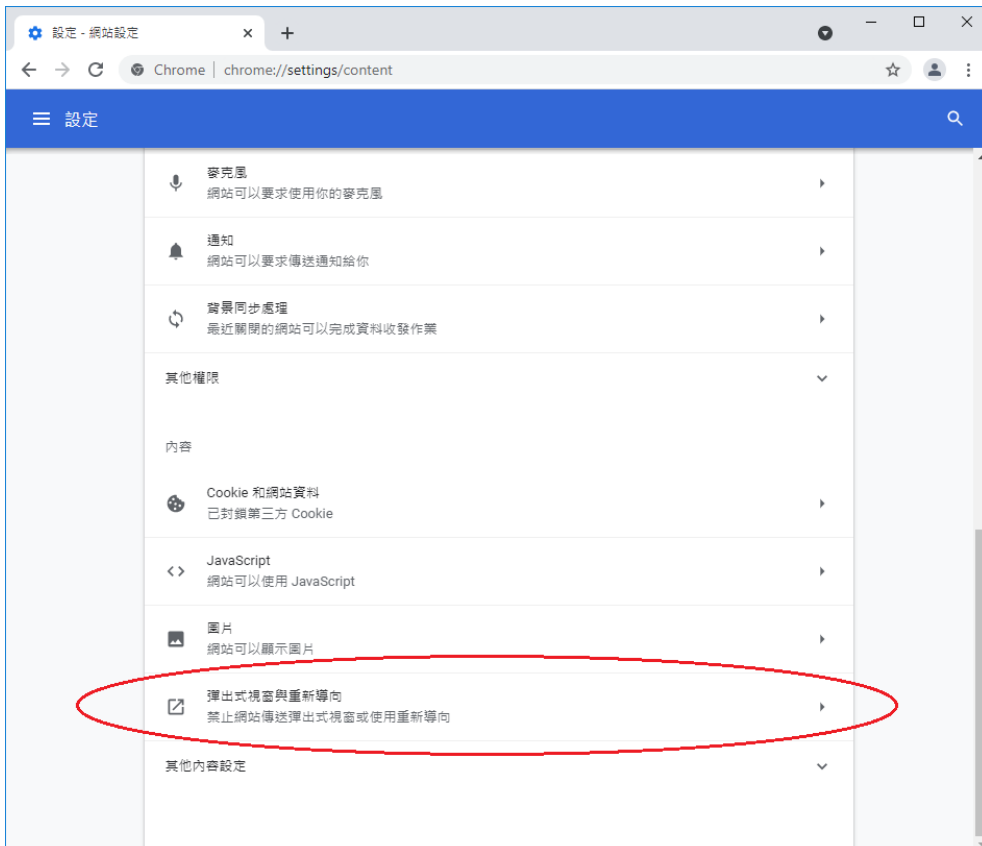 設定 - 網站設定
Chrome | chrome://settings/content
設定
麥克風
網站可以要求使用你的麥克風
通知
網站可以要求傳送通知給你
背景同步處理
最近關閉的網站可以完成資料收發作業
其他權限
內容
Cookie 和網站資料
已封鎖第三方 Cookie
JavaScript
網站可以使用 JavaScript
圖片
網站可以顯示圖片
彈出式視窗與重新導向
禁止網站傳送彈出式視窗或使用重新導向
其他內容設定